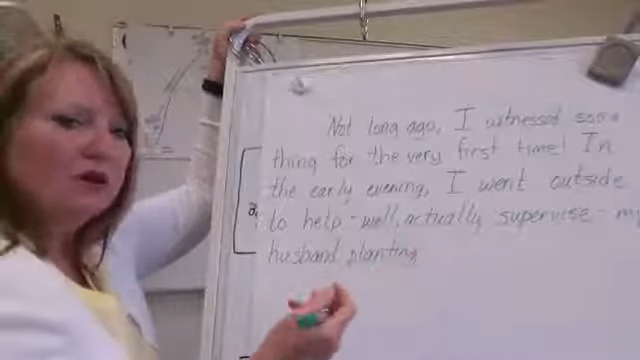 Not long ago, I witnessed some
thing for the very first time! In
the early evening, I went outside
to help - well, actually supervise - my
husband planting